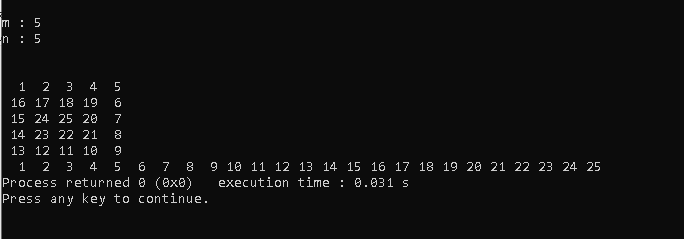 m : 5
n : 5
1 2 3 4 5
16 17 18 19 6
15 24 25 20 7
14 23 22 21 8
13 12 11 10 9
1 2 3 4 5 6 7 8 9 10 11 12 13 14 15 16 17 18 19 20 21 22 23 24 25
Process returned 0 (0x0) execution time : 0.031 s
Press any key to continue.